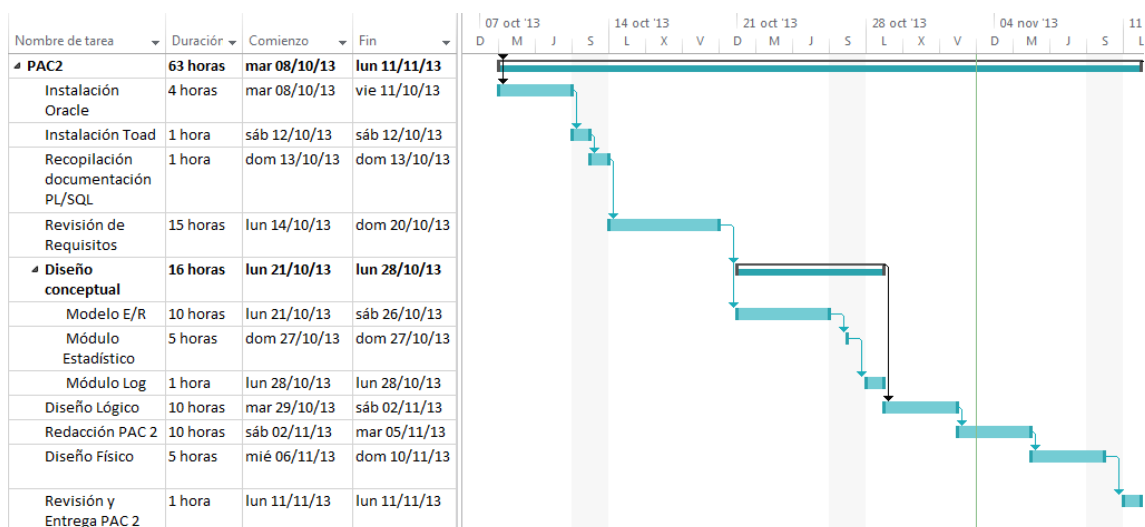 07 oct '13 14 oct '13 21 oct '13 28 oct '13 04 nov '13 11
Nombre de tarea Duración Comienzo Fin D M J S L X V D M J S L X V D M J S L
PAC2 63 horas mar 08/10/13 lun 11/11/13
Instalación 4 horas mar 08/10/13 vie 11/10/13
Oracle
Instalación Toad 1 hora sáb 12/10/13 sáb 12/10/13
Recopilación 1 hora dom 13/10/13 dom 13/10/13
documentación
PL/SQL
Revisión de 15 horas lun 14/10/13 dom 20/10/13
Requisitos
Diseño 16 horas lun 21/10/13 lun 28/10/13
conceptual
Modelo E/R 10 horas lun 21/10/13 sáb 26/10/13
Módulo 5 horas dom 27/10/13 dom 27/10/13
Estadístico
Módulo Log 1 hora lun 28/10/13 lun 28/10/13
Diseño Lógico 10 horas mar 29/10/13 sáb 02/11/13
Redacción PAC 2 10 horas sáb 02/11/13 mar 05/11/13
Diseño Físico 5 horas mié 06/11/13 dom 10/11/13
Revisión y 1 hora lun 11/11/13 lun 11/11/13
Entrega PAC 2